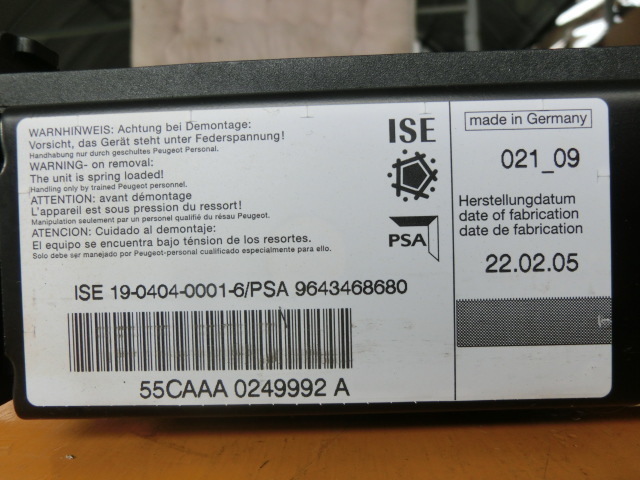 WARNHINWEIS: Achtung bei Demontage:
Vorsicht, das Gerät steht unter Federspannung!
Handhabung nur durch geschultes Peugeot Personal.
WARNING- on removal:
The unit is spring loaded!
Handling only by trained Peugeot personnel.
ATTENTION: avant démontage
L'appareil est sous pression du ressort!
Manipulation seulement par un personel qualifié du résau Peugeot.
ATENCION: Cuidado al demontaje:
El equipo se encuentra bajo ténsion de los resortes.
Solo debe ser manejado por Peugeot-personal cualificado especialmente para ello.
ISE
PSA
ISE 19-0404-0001-6/PSA 9643468680
55CAAA 0249992 A
made in Germany
021_09
Herstellungdatum
date of fabrication
date de fabrication
22.02.05